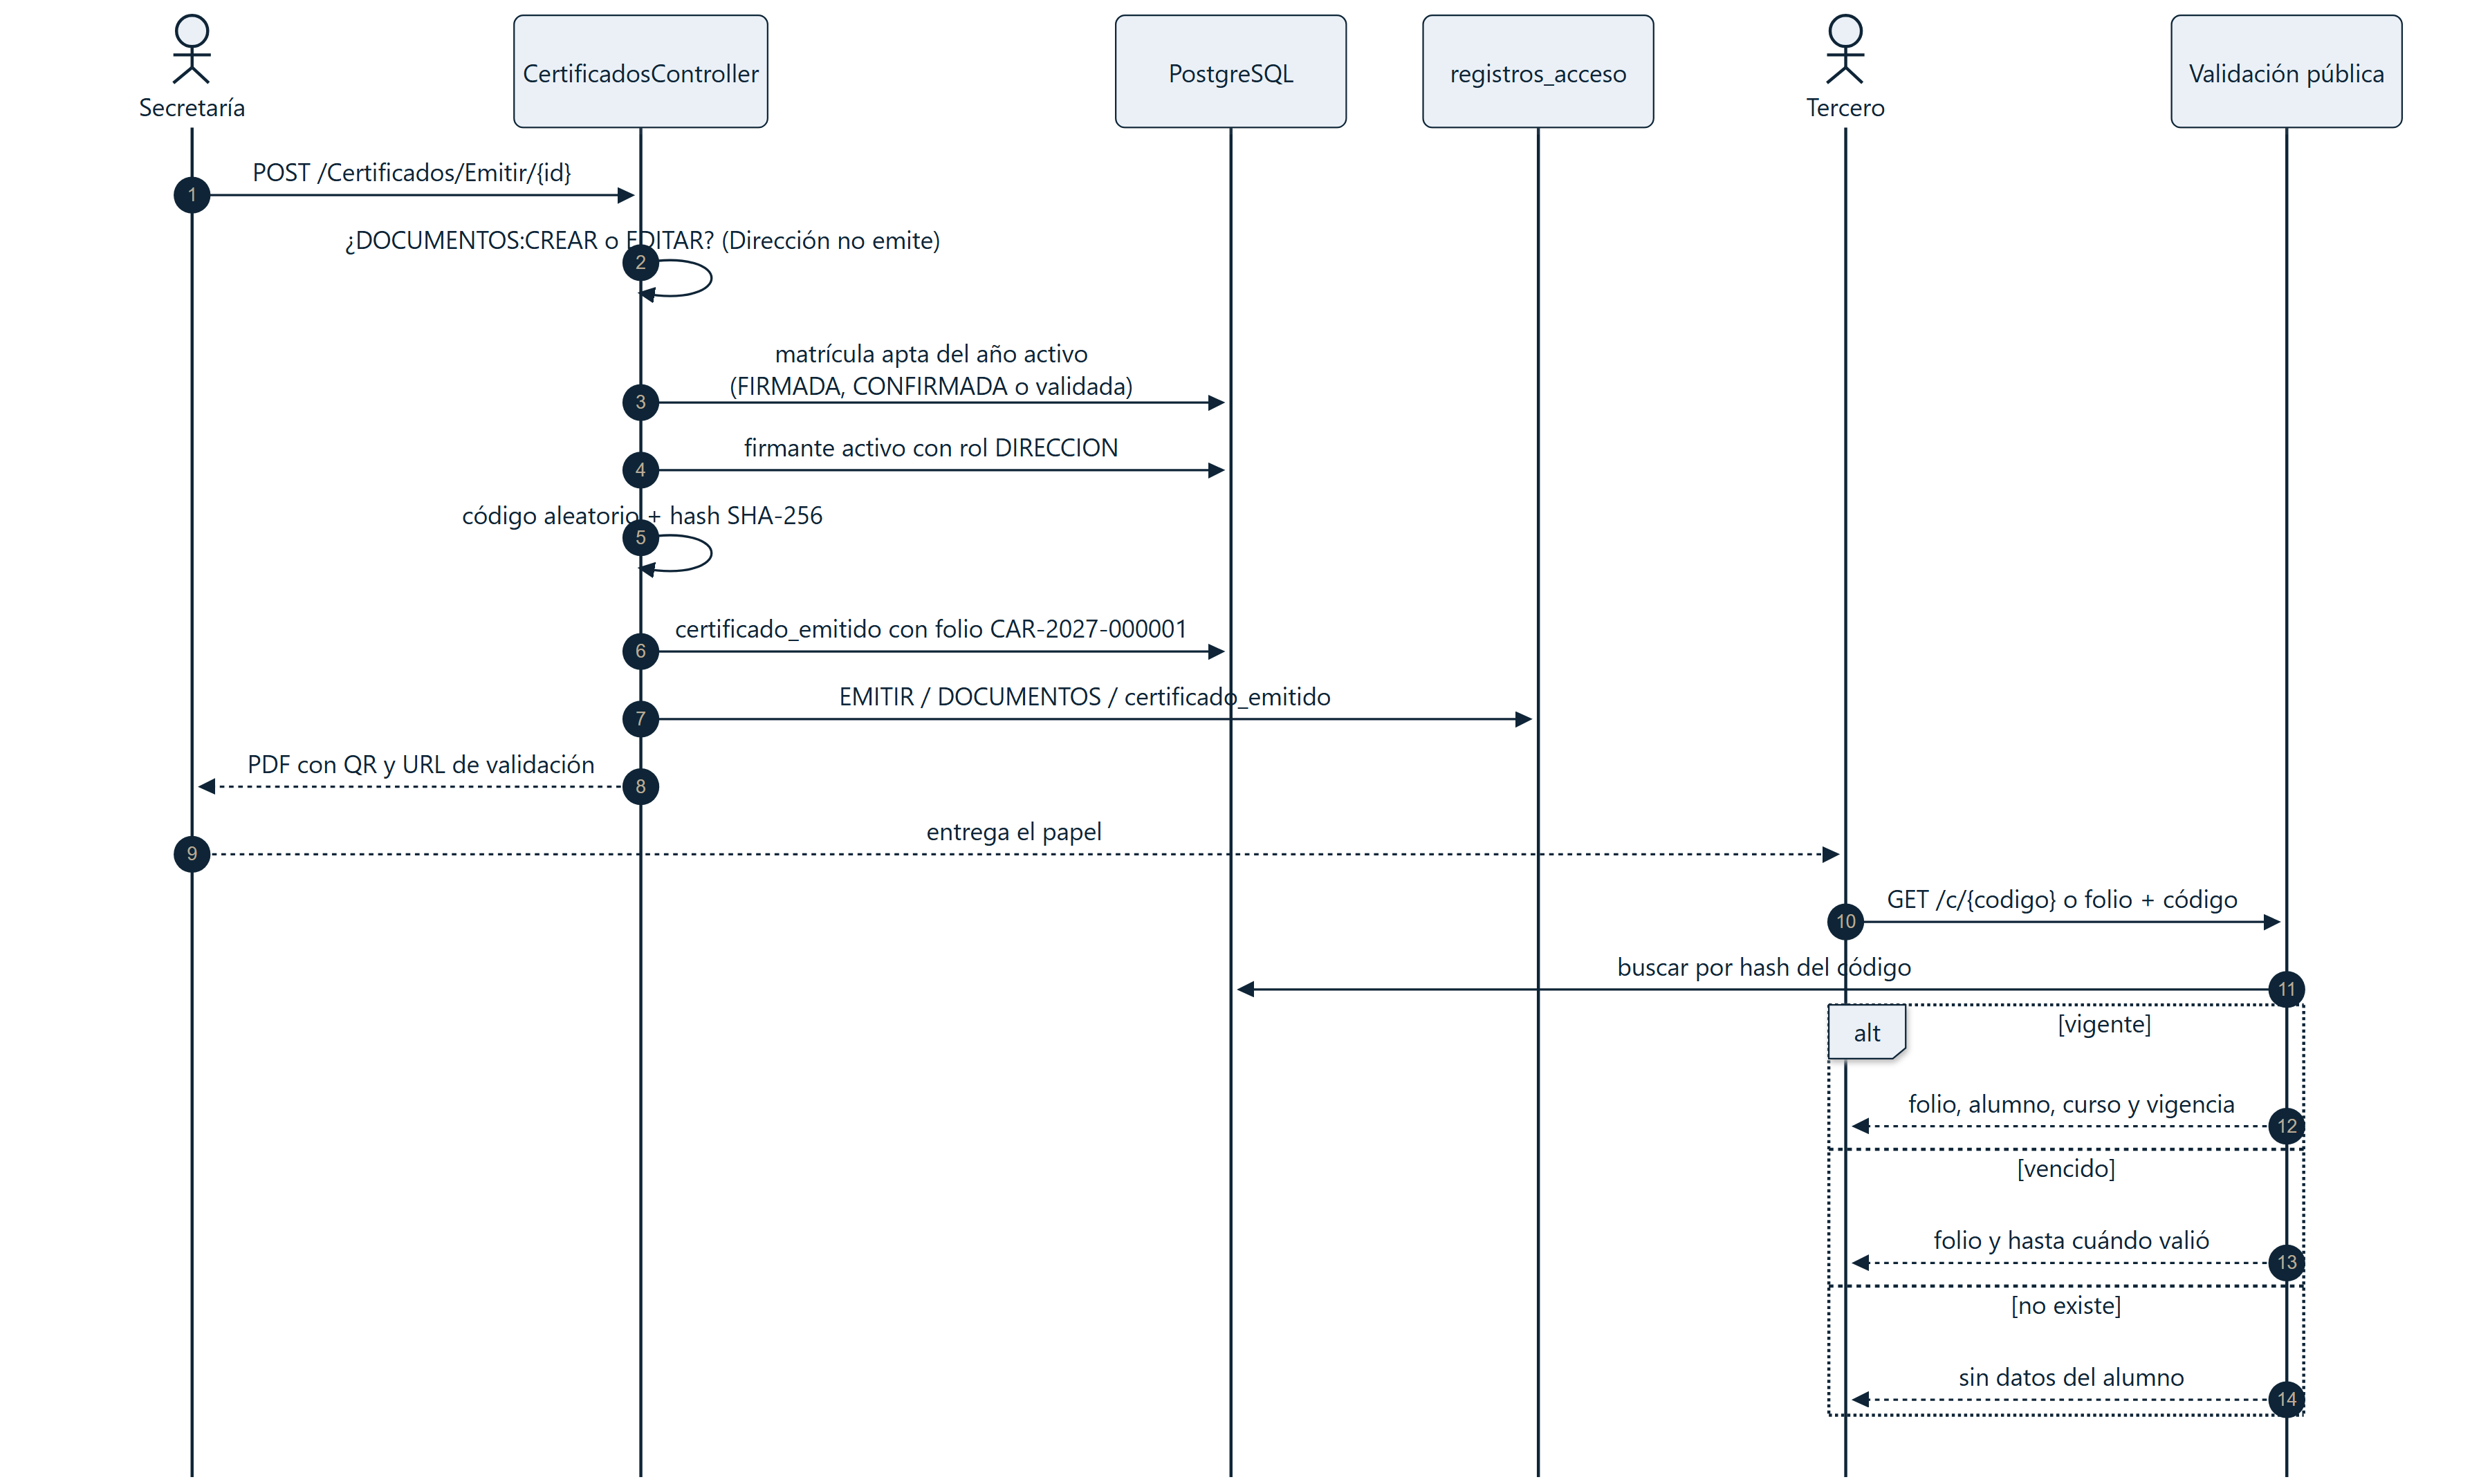 Secretaría
CertificadosController
PostgreSQL
registros_acceso
Tercero
Validación pública
POST /Certificados/Emitir/{id}
1
¿DOCUMENTOS:CREAR o EDITAR? (Dirección no emite)
2
matrícula apta del año activo
(FIRMADA, CONFIRMADA o validada)
3
firmante activo con rol DIRECCION
4
código aleatorio + hash SHA-256
5
certificado_emitido con folio CAR-2027-000001
6
EMITIR / DOCUMENTOS / certificado_emitido
7
PDF con QR y URL de validación
8
entrega el papel
9
GET /c/{codigo} o folio + código
10
buscar por hash del código
11
alt
[vigente]
folio, alumno, curso y vigencia
12
[vencido]
folio y hasta cuándo valió
13
[no existe]
sin datos del alumno
14